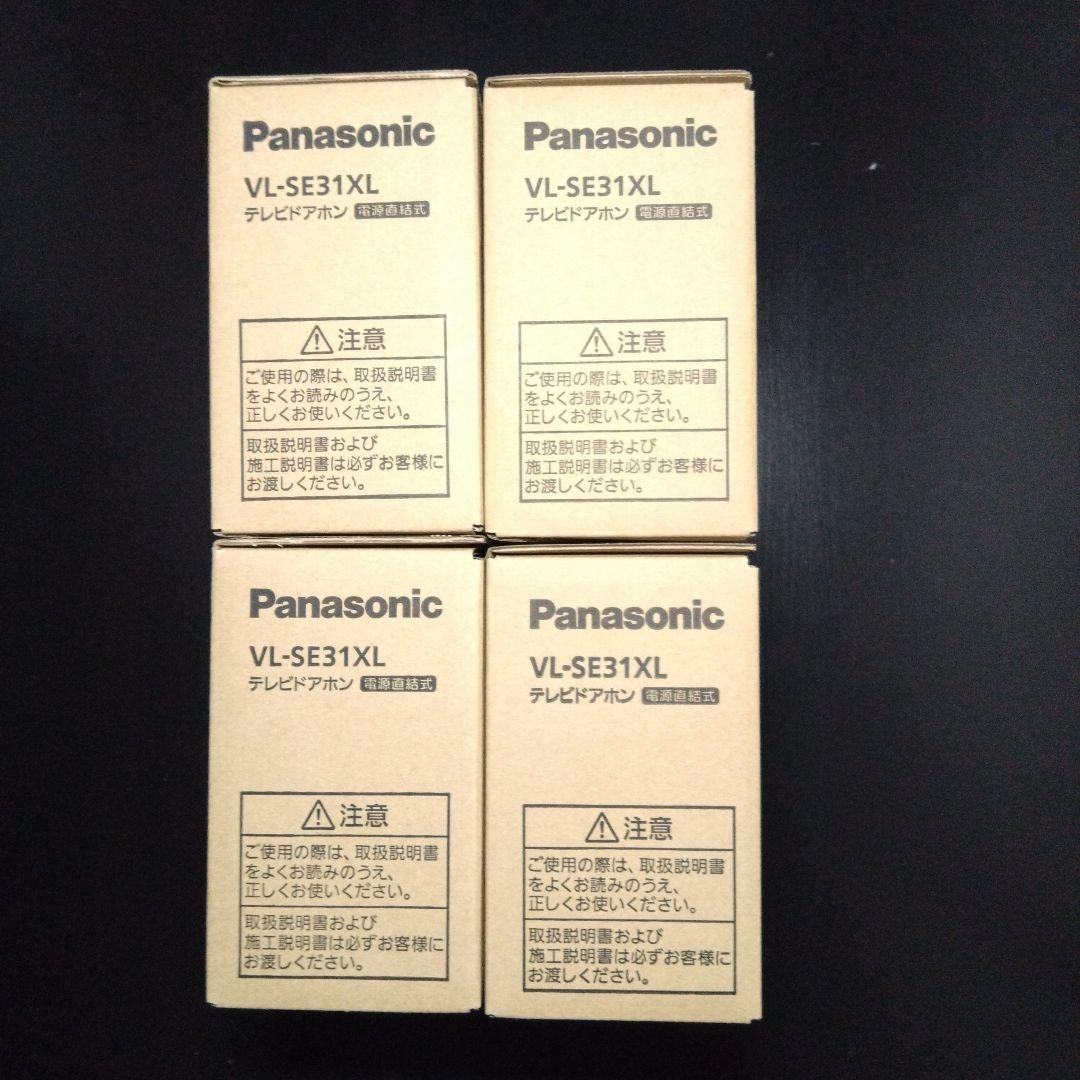 Panasonic
VL-SE31XL
テレビドアホン 電源直結式
注意
ご使用の際は、取扱説明書
をよくお読みのうえ、
正しくお使いください。
取扱説明書および
施工説明書は必ずお客様に
お渡しください。
Panasonic
VL-SE31XL
テレビドアホン 電源直結式
注意
ご使用の際は、取扱説明書
をよくお読みのうえ、
正しくお使いください。
取扱説明書および
施工説明書は必ずお客様に
お渡しください。
Panasonic
VL-SE31XL
テレビドアホン 電源直結式
注意
ご使用の際は、取扱説明書
をよくお読みのうえ、
正しくお使いください。
取扱説明書および
施工説明書は必ずお客様に
お渡しください。
Panasonic
VL-SE31XL
テレビドアホン 電源直結式
注意
ご使用の際は、取扱説明書
をよくお読みのうえ、
正しくお使いください。
取扱説明書および
施工説明書は必ずお客様に
お渡しください。